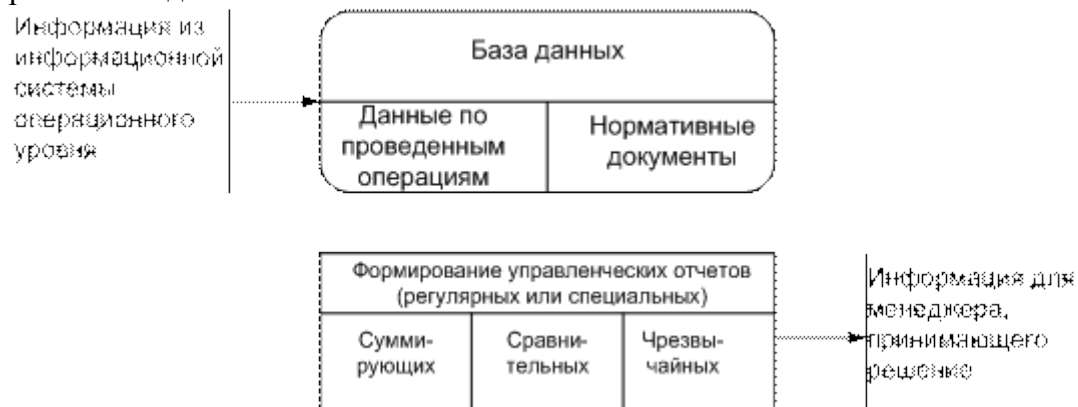 Информация из
информационной
системы
операционного
уровня
База данных
Данные по
проведенным
операциям
Нормативные
документы
Формирование управленческих отчетов
(регулярных или специальных)
Сумми-
рующих
Сравни-
тельных
Чрезвы-
чайных
Информация для
менеджера,
принимающего
решение